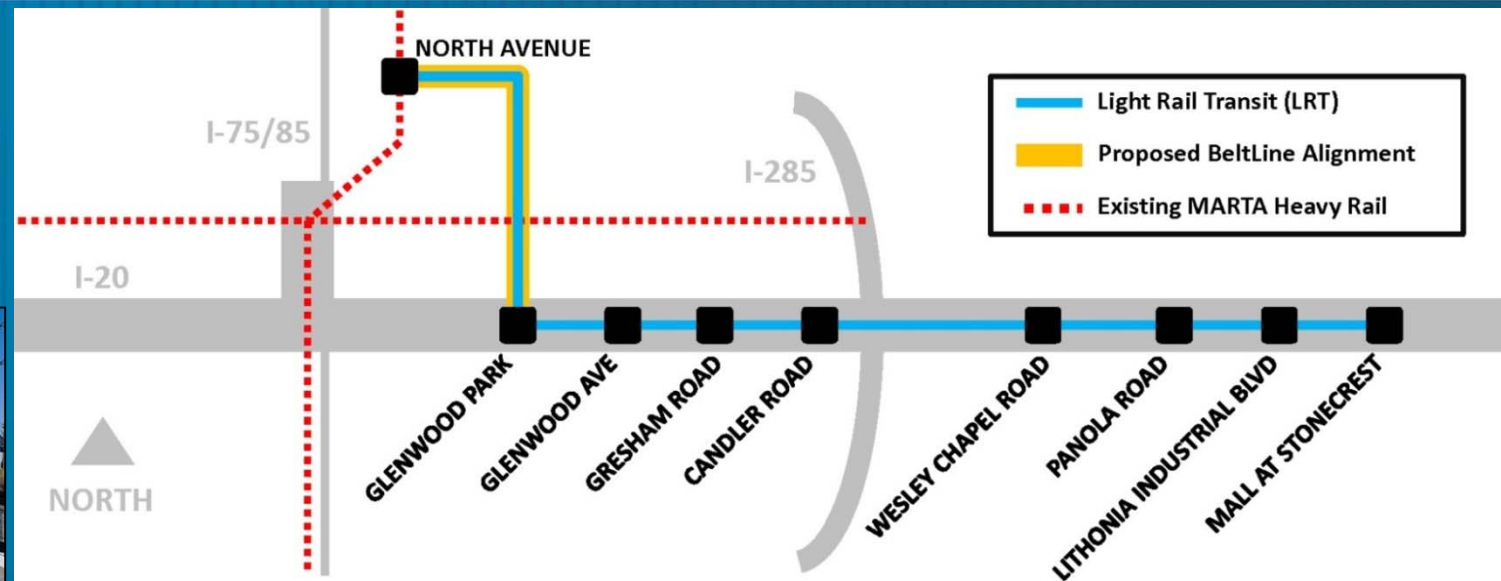 NORTH AVENUE
I-75/85
I-285
I-20
NORTH
Light Rail Transit (LRT)
Proposed BeltLine Alignment
Existing MARTA Heavy Rail
GLENWOOD PARK
GLENWOOD AVE
GRESHAM ROAD
CANDLER ROAD
WESLEY CHAPEL ROAD
PANOLA ROAD
LITHONIA INDUSTRIAL BLVD
MALL AT STONECREST